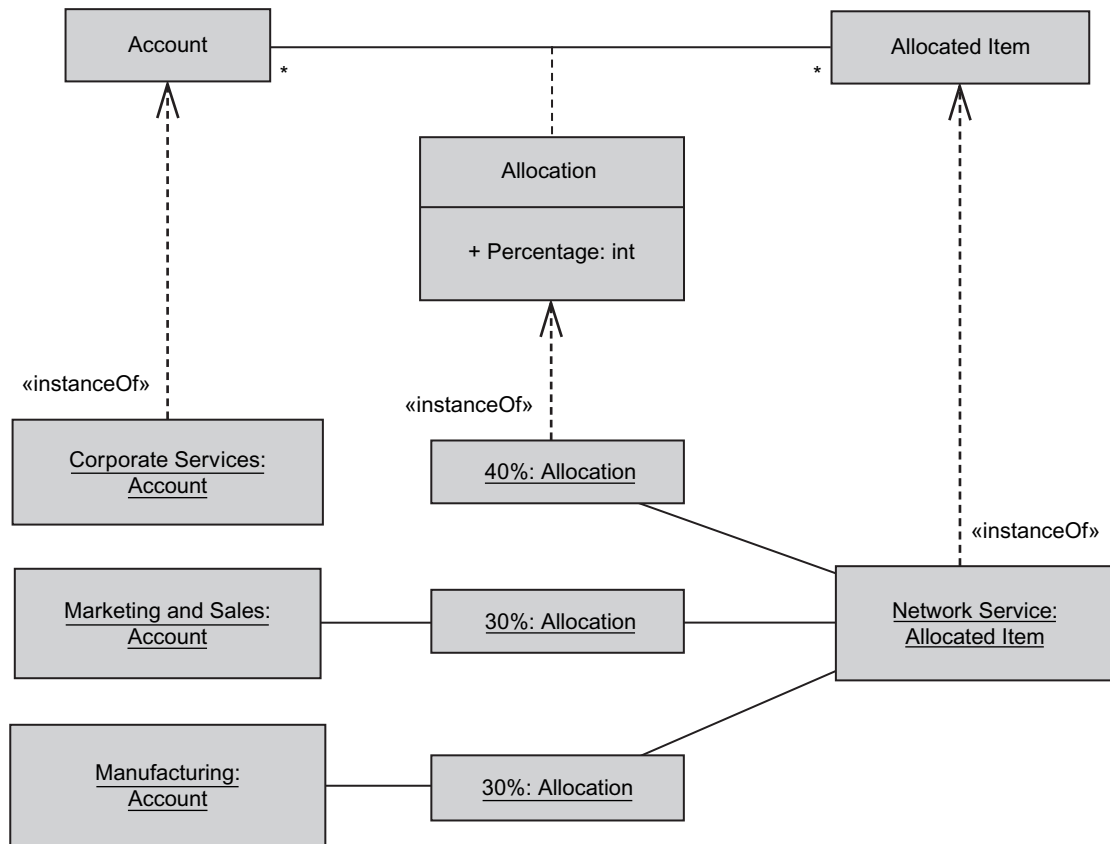 Account
Allocated Item
*
*
Allocation
+ Percentage: int
«instanceOf»
«instanceOf»
Corporate Services:
Account
40%: Allocation
«instanceOf»
Marketing and Sales:
Account
30%: Allocation
Network Service:
Allocated Item
Manufacturing:
Account
30%: Allocation